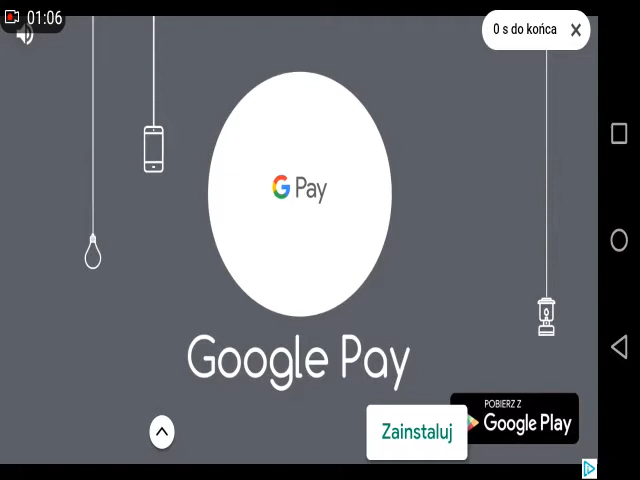 01:06
0 s do końca
G Pay
Google Pay
Zainstaluj
POBIERZ Z
Google Play